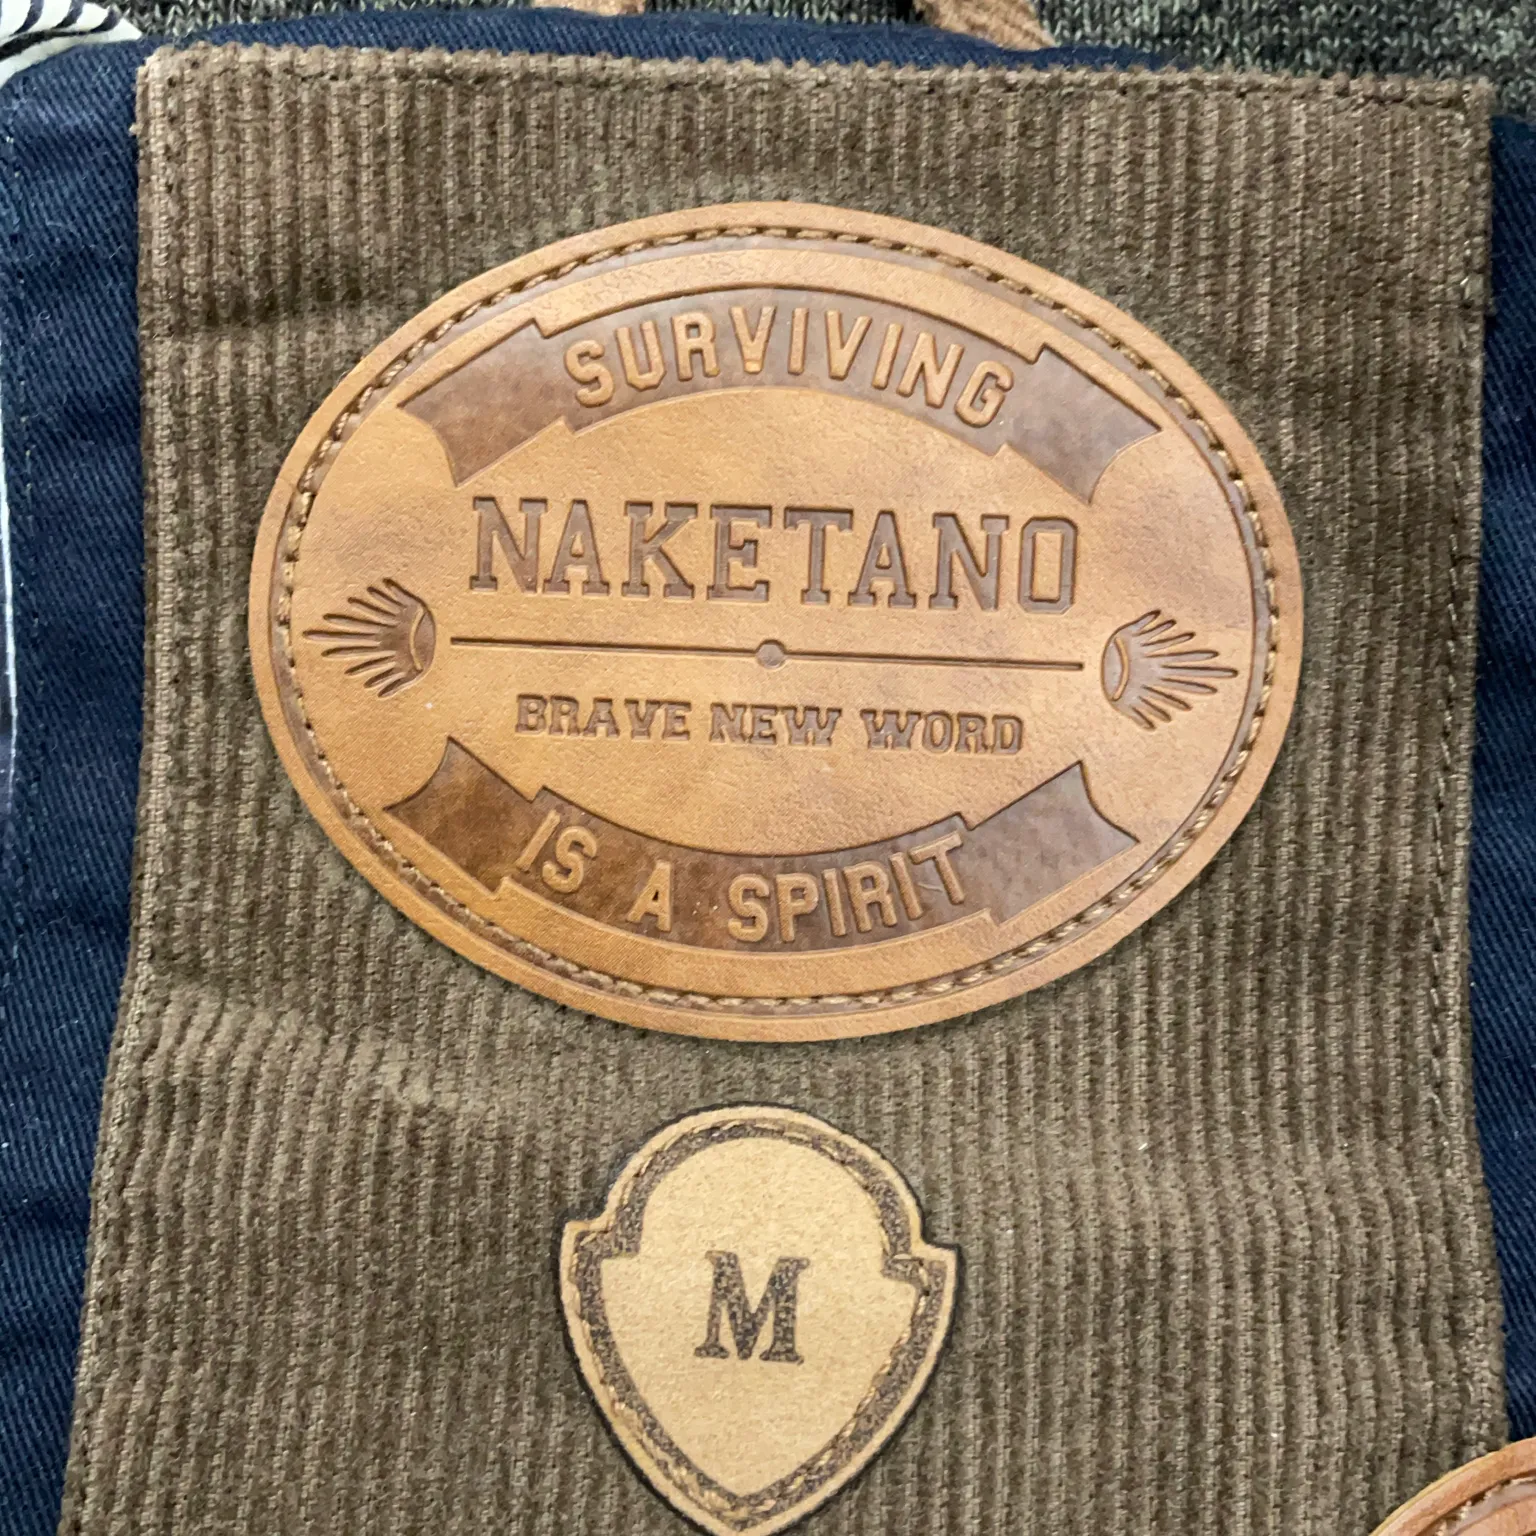 SURVIVING
NAKETANO
BRAVE NEW WORD
IS A SPIRIT
M